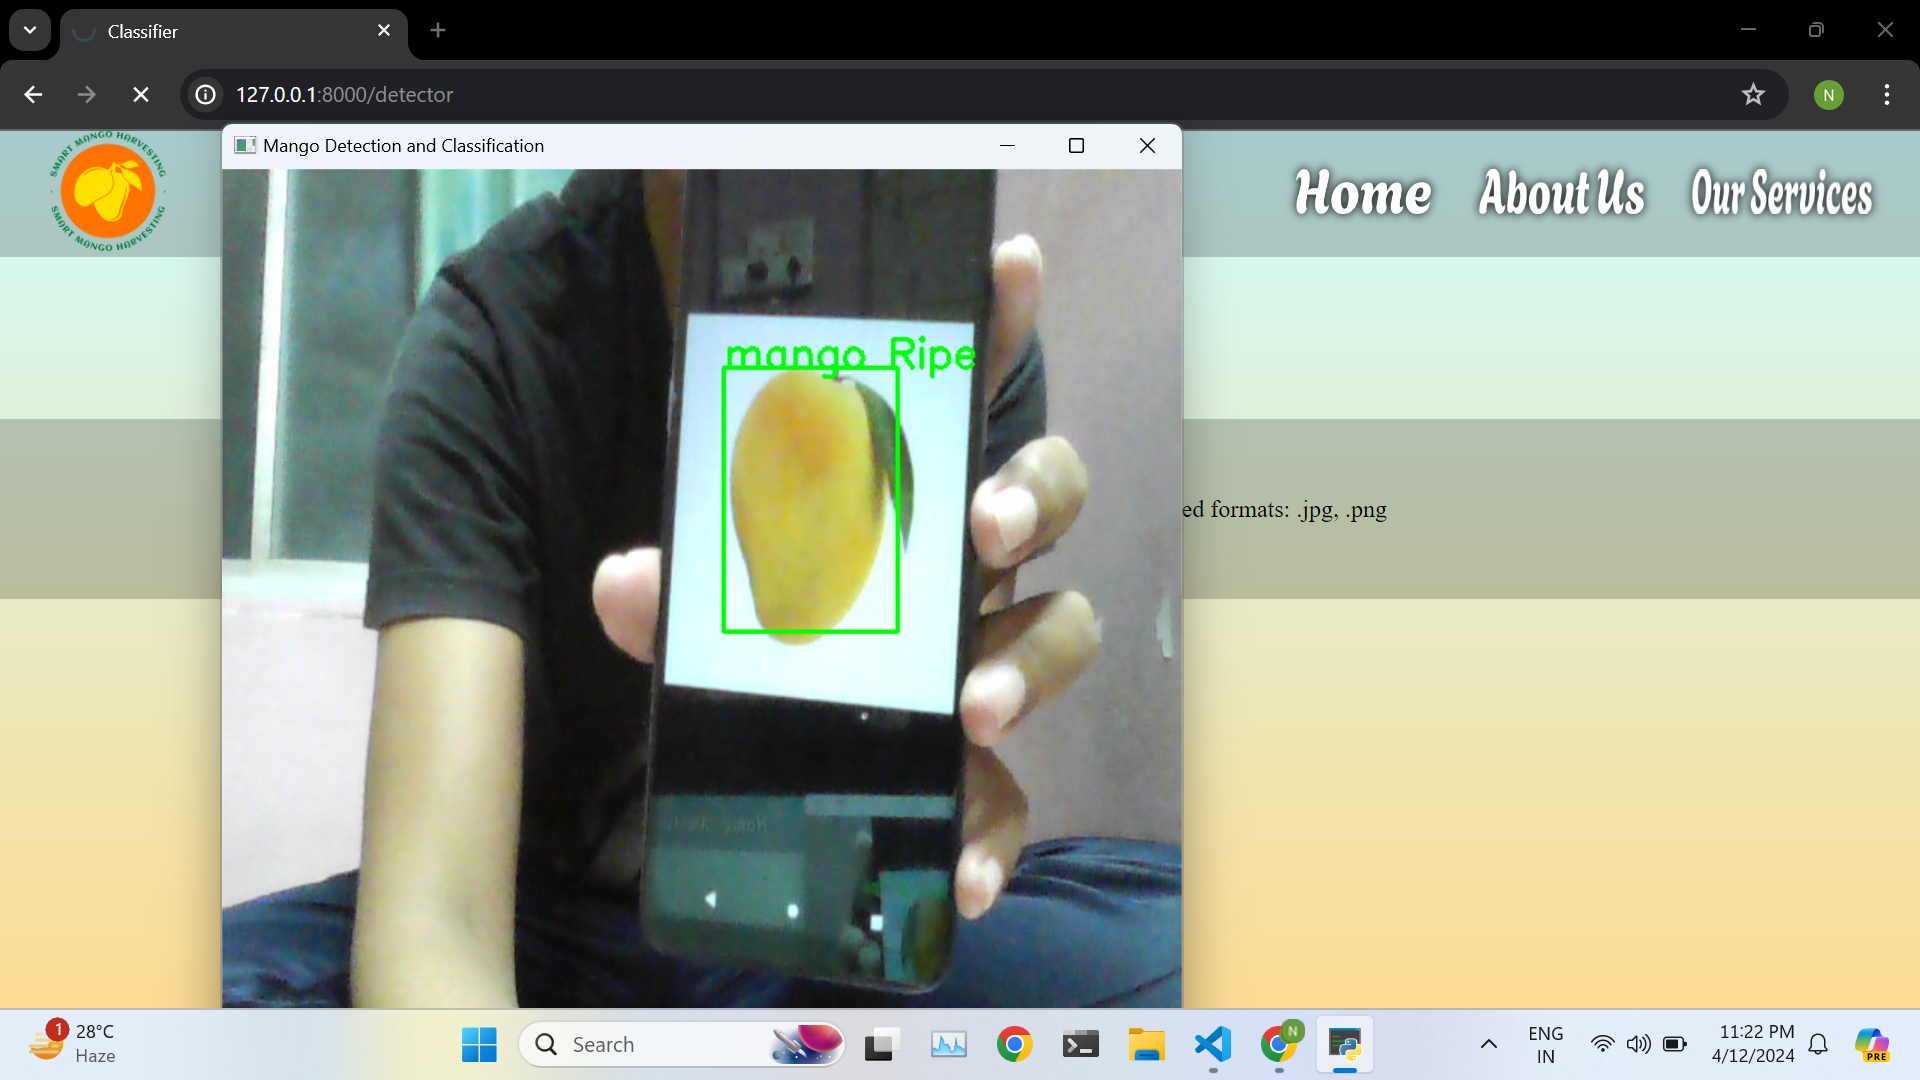 Classifier
127.0.0.1:8000/detector
Mango Detection and Classification
SMART MANGO HARVESTING
SMART MANGO HARVESTING
Home About Us Our Services
mango Ripe
ed formats: .jpg, .png
1
28°C
Haze
Search
N
PRE
ENG
IN
11:22 PM
4/12/2024
N